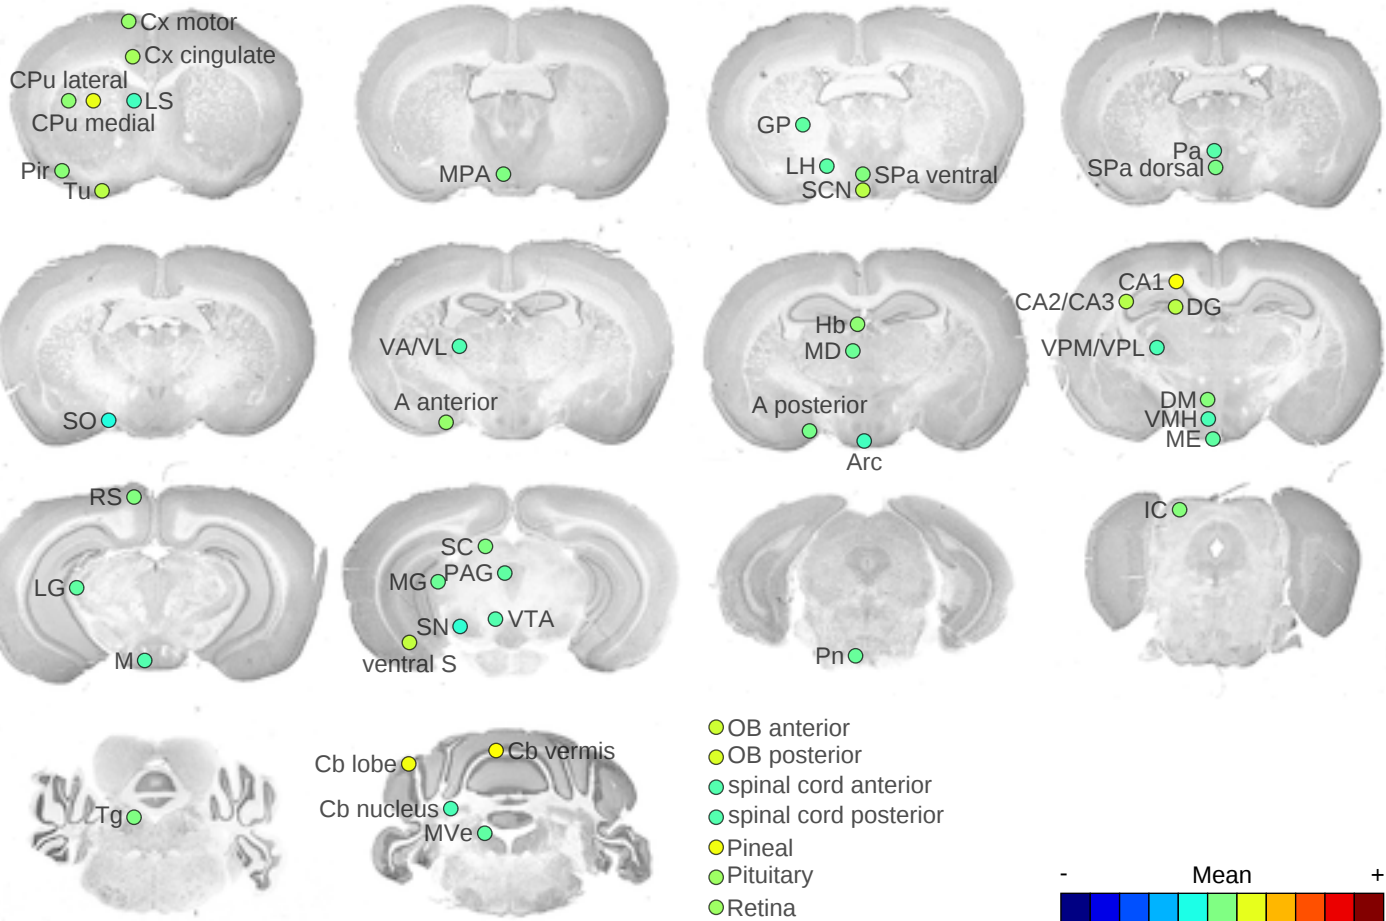 Cx motor
Cx cingulate
CPu lateral
LS
CPu medial
Pir
Tu
MPA
GP
LH
SPa ventral
SCN
Pa
SPa dorsal
SO
VA/VL
A anterior
Hb
MD
A posterior
Arc
CA1
CA2/CA3
DG
VPM/VPL
DM
VMH
ME
RS
LG
M
SC
MG
PAG
SN
VTA
ventral S
Pn
IC
Tg
Cb lobe
Cb vermis
Cb nucleus
MVe
OB anterior
OB posterior
spinal cord anterior
spinal cord posterior
Pineal
Pituitary
Retina
- Mean +